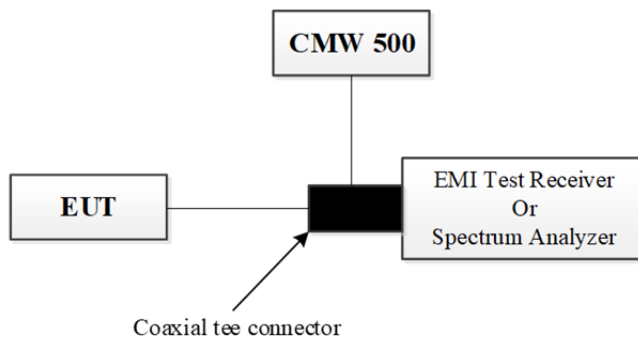 CMW 500
EUT
EMI Test Receiver
Or
Spectrum Analyzer
Coaxial tee connector